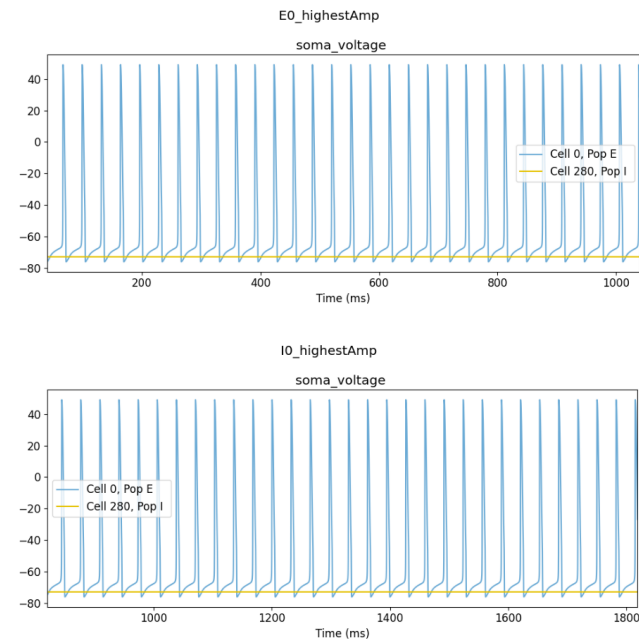 E0_highestAmp
soma_voltage
40
20
0
−20
−40
−60
−80
Cell 0, Pop E
Cell 280, Pop I
200 400 600 800 1000
Time (ms)
I0_highestAmp
soma_voltage
40
20
0
−20
−40
−60
−80
Cell 0, Pop E
Cell 280, Pop I
1000 1200 1400 1600 1800
Time (ms)